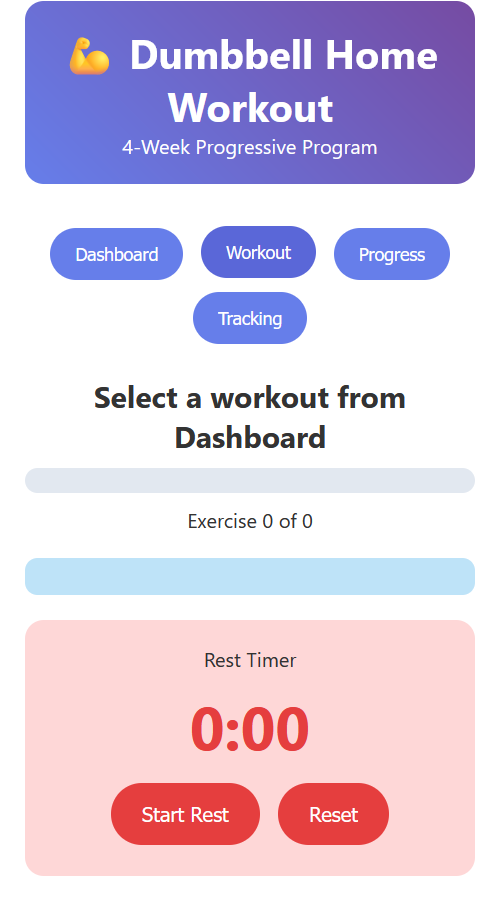 💪 Dumbbell Home
Workout
4-Week Progressive Program
Dashboard
Workout
Progress
Tracking
Select a workout from
Dashboard
Exercise 0 of 0
Rest Timer
0:00
Start Rest
Reset